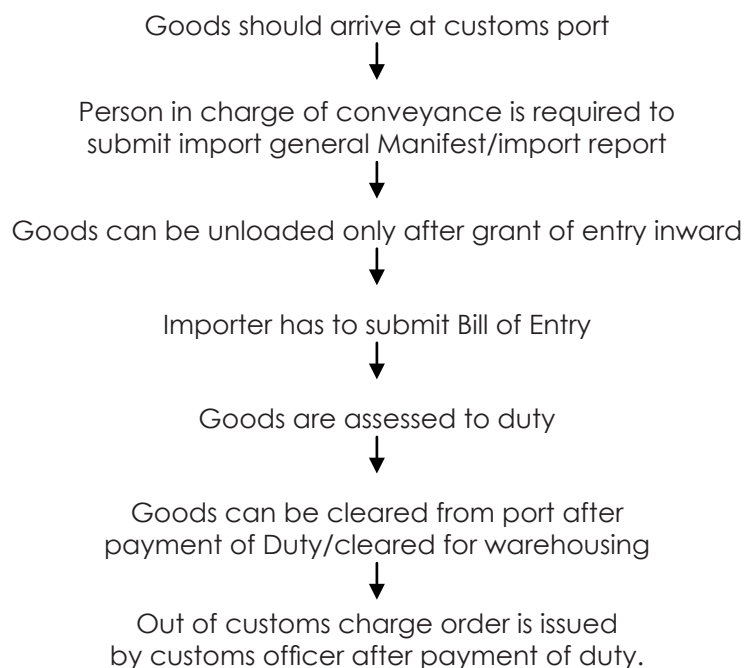 Goods should arrive at customs port
Person in charge of conveyance is required to
submit import general Manifest/import report
Goods can be unloaded only after grant of entry inward
Importer has to submit Bill of Entry
Goods are assessed to duty
Goods can be cleared from port after
payment of Duty/cleared for warehousing
Out of customs charge order is issued
by customs officer after payment of duty.